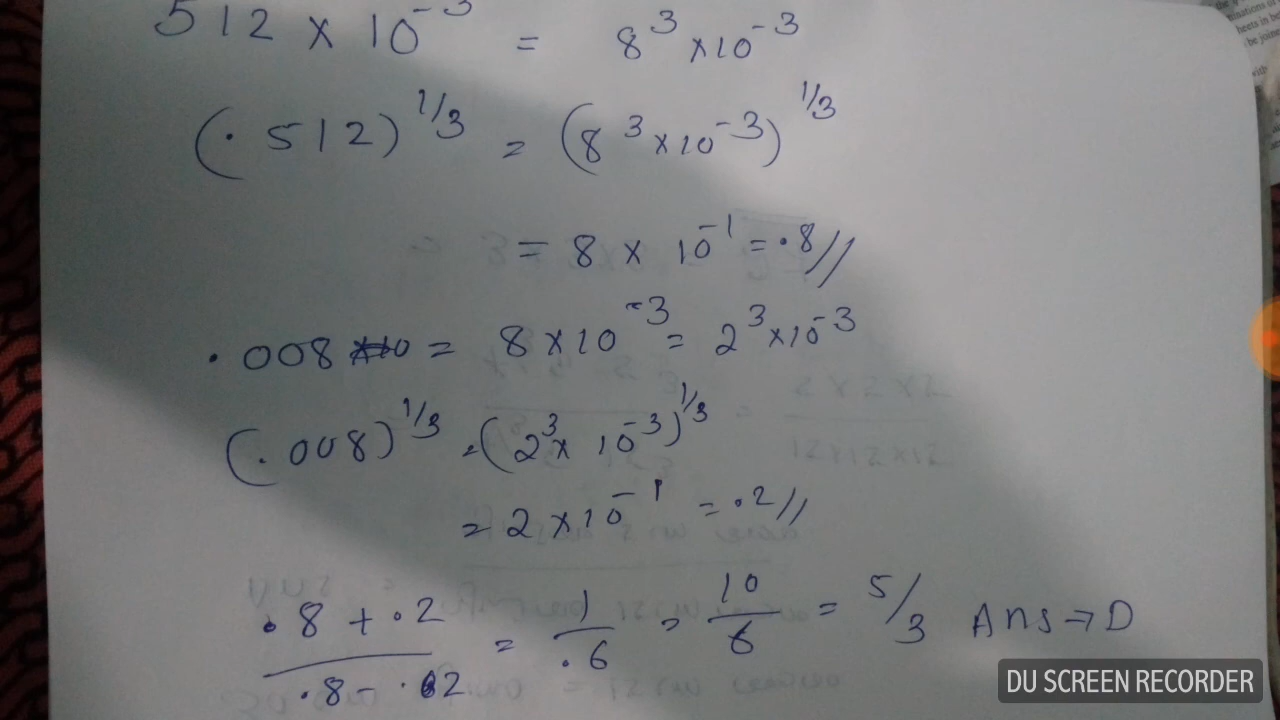 512 × 10⁻³ = 8³ × 10⁻³
(.512)^1/3 = (8³ × 10⁻³)^1/3
= 8 × 10⁻¹ = .8//
.008 = 8 × 10⁻³ = 2³ × 10⁻³
(.008)^1/3 = (2³ × 10⁻³)^1/3
= 2 × 10⁻¹ = .2//
.8 + .2 / .8 - .2 = 1 / .6 = 10 / 6 = 5/3 Ans → D
DU SCREEN RECORDER